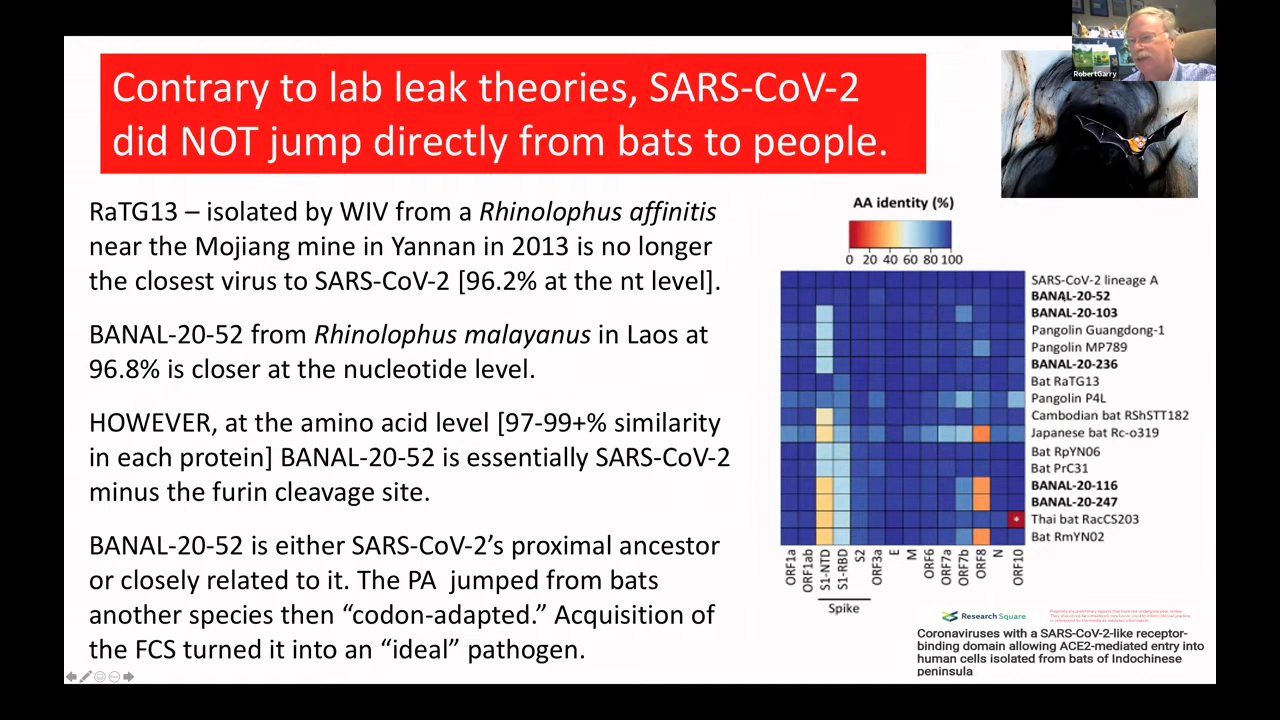 Contrary to lab leak theories, SARS-CoV-2
did NOT jump directly from bats to people.
RobertGarry
RaTG13 – isolated by WIV from a Rhinolophus affinitis
near the Mojiang mine in Yannan in 2013 is no longer
the closest virus to SARS-CoV-2 [96.2% at the nt level].
BANAL-20-52 from Rhinolophus malayanus in Laos at
96.8% is closer at the nucleotide level.
HOWEVER, at the amino acid level [97-99+% similarity
in each protein] BANAL-20-52 is essentially SARS-CoV-2
minus the furin cleavage site.
BANAL-20-52 is either SARS-CoV-2’s proximal ancestor
or closely related to it. The PA  jumped from bats
another species then “codon-adapted.” Acquisition of
the FCS turned it into an “ideal” pathogen.
AA identity (%)
0 20 40 60 80 100
SARS-CoV-2 lineage A
BANAL-20-52
BANAL-20-103
Pangolin Guangdong-1
Pangolin MP789
BANAL-20-236
Bat RaTG13
Pangolin P4L
Cambodian bat RShSTT182
Japanese bat Rc-o319
Bat RpYN06
Bat PrC31
BANAL-20-116
BANAL-20-247
* Thai bat RacCS203
Bat RmYN02
ORF1a ORF1ab S1-NTD S1-RBD S2 ORF3a E M ORF6 ORF7a ORF7b ORF8 N ORF10
Spike
Research Square
Coronaviruses with a SARS-CoV-2-like receptor-
binding domain allowing ACE2-mediated entry into
human cells isolated from bats of Indochinese
peninsula